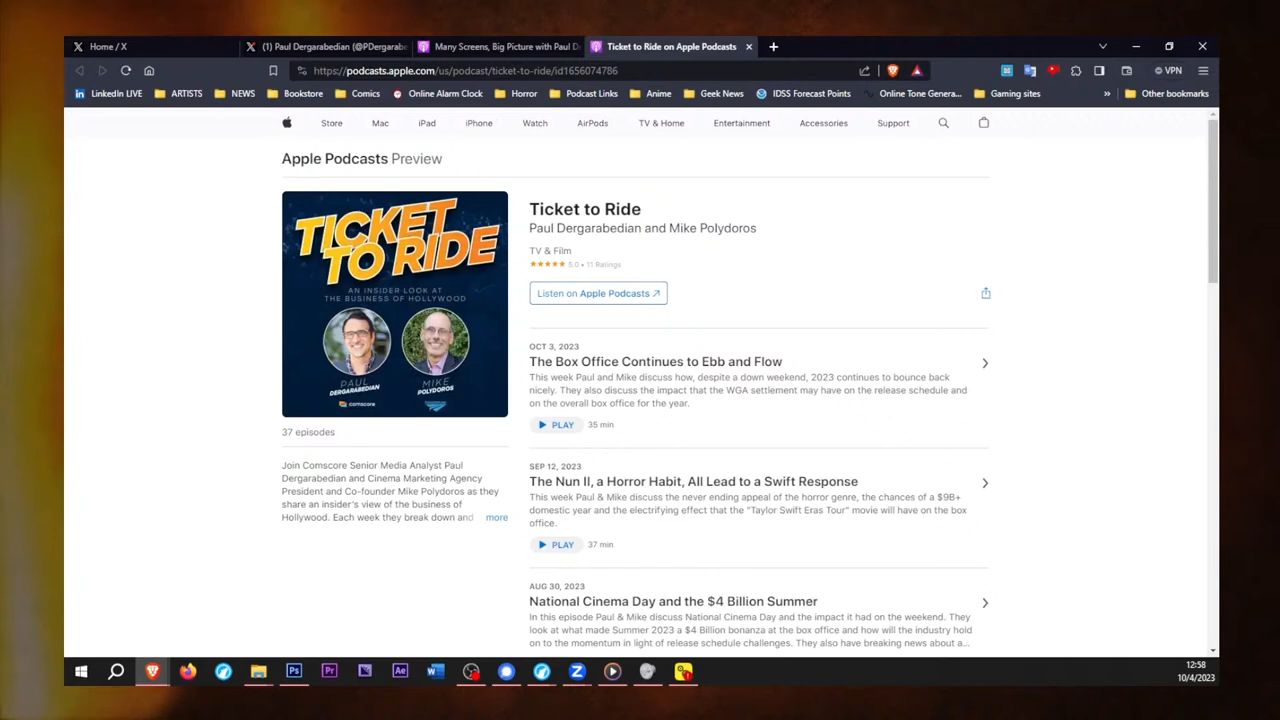 Home / X
(1) Paul Dergarabedian (@PDergarabe
Many Screens, Big Picture with Paul D
Ticket to Ride on Apple Podcasts
https://podcasts.apple.com/us/podcast/ticket-to-ride/id1656074786
VPN
LinkedIn LIVE
ARTISTS
NEWS
Bookstore
Comics
Online Alarm Clock
Horror
Podcast Links
Anime
Geek News
IDSS Forecast Points
Online Tone Genera...
Gaming sites
Other bookmarks
Store
Mac
iPad
iPhone
Watch
AirPods
TV & Home
Entertainment
Accessories
Support
Apple Podcasts Preview
TICKET
TO RIDE
AN INSIDER LOOK AT
THE BUSINESS OF HOLLYWOOD
PAUL
DERGARABEDIAN
comscore
MIKE
POLYDOROS
37 episodes
Join Comscore Senior Media Analyst Paul
Dergarabedian and Cinema Marketing Agency
President and Co-founder Mike Polydoros as they
share an insider's view of the business of
Hollywood. Each week they break down and
more
Ticket to Ride
Paul Dergarabedian and Mike Polydoros
TV & Film
★★★★★ 5.0 • 11 Ratings
Listen on Apple Podcasts ↗
OCT 3, 2023
The Box Office Continues to Ebb and Flow
This week Paul and Mike discuss how, despite a down weekend, 2023 continues to bounce back
nicely. They also discuss the impact that the WGA settlement may have on the release schedule and
on the overall box office for the year.
PLAY 35 min
SEP 12, 2023
The Nun II, a Horror Habit, All Lead to a Swift Response
This week Paul & Mike discuss the never ending appeal of the horror genre, the chances of a $9B+
domestic year and the electrifying effect that the "Taylor Swift Eras Tour" movie will have on the box
office.
PLAY 37 min
AUG 30, 2023
National Cinema Day and the $4 Billion Summer
In this episode Paul & Mike discuss National Cinema Day and the impact it had on the weekend. They
look at what made Summer 2023 a $4 Billion bonanza at the box office and how will the industry hold
on to the momentum in light of release schedule challenges. They also have breaking news about a...
Ps
Pr
Ae
12:58
10/4/2023